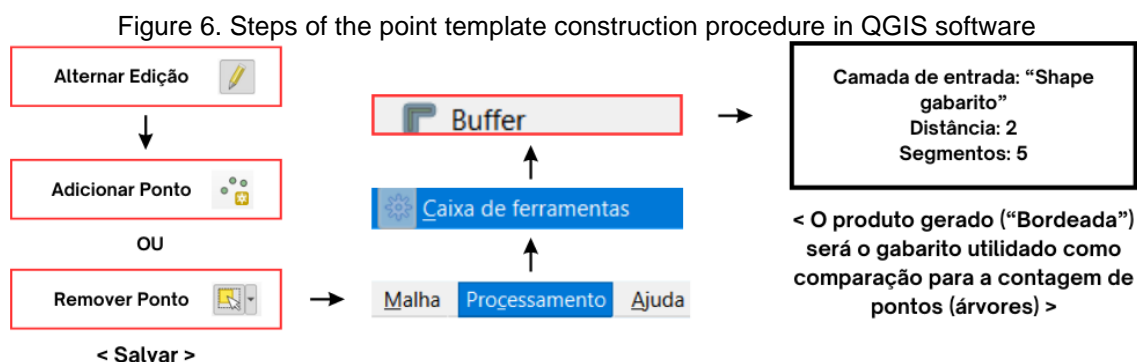 Figure 6. Steps of the point template construction procedure in QGIS software
Alternar Edição
Adicionar Ponto
OU
Remover Ponto
< Salvar >
Malha Processamento Ajuda
Caixa de ferramentas
Buffer
Camada de entrada: “Shape
gabarito”
Distância: 2
Segmentos: 5
< O produto gerado (“Bordeada”)
será o gabarito utilidado como
comparação para a contagem de
pontos (árvores) >